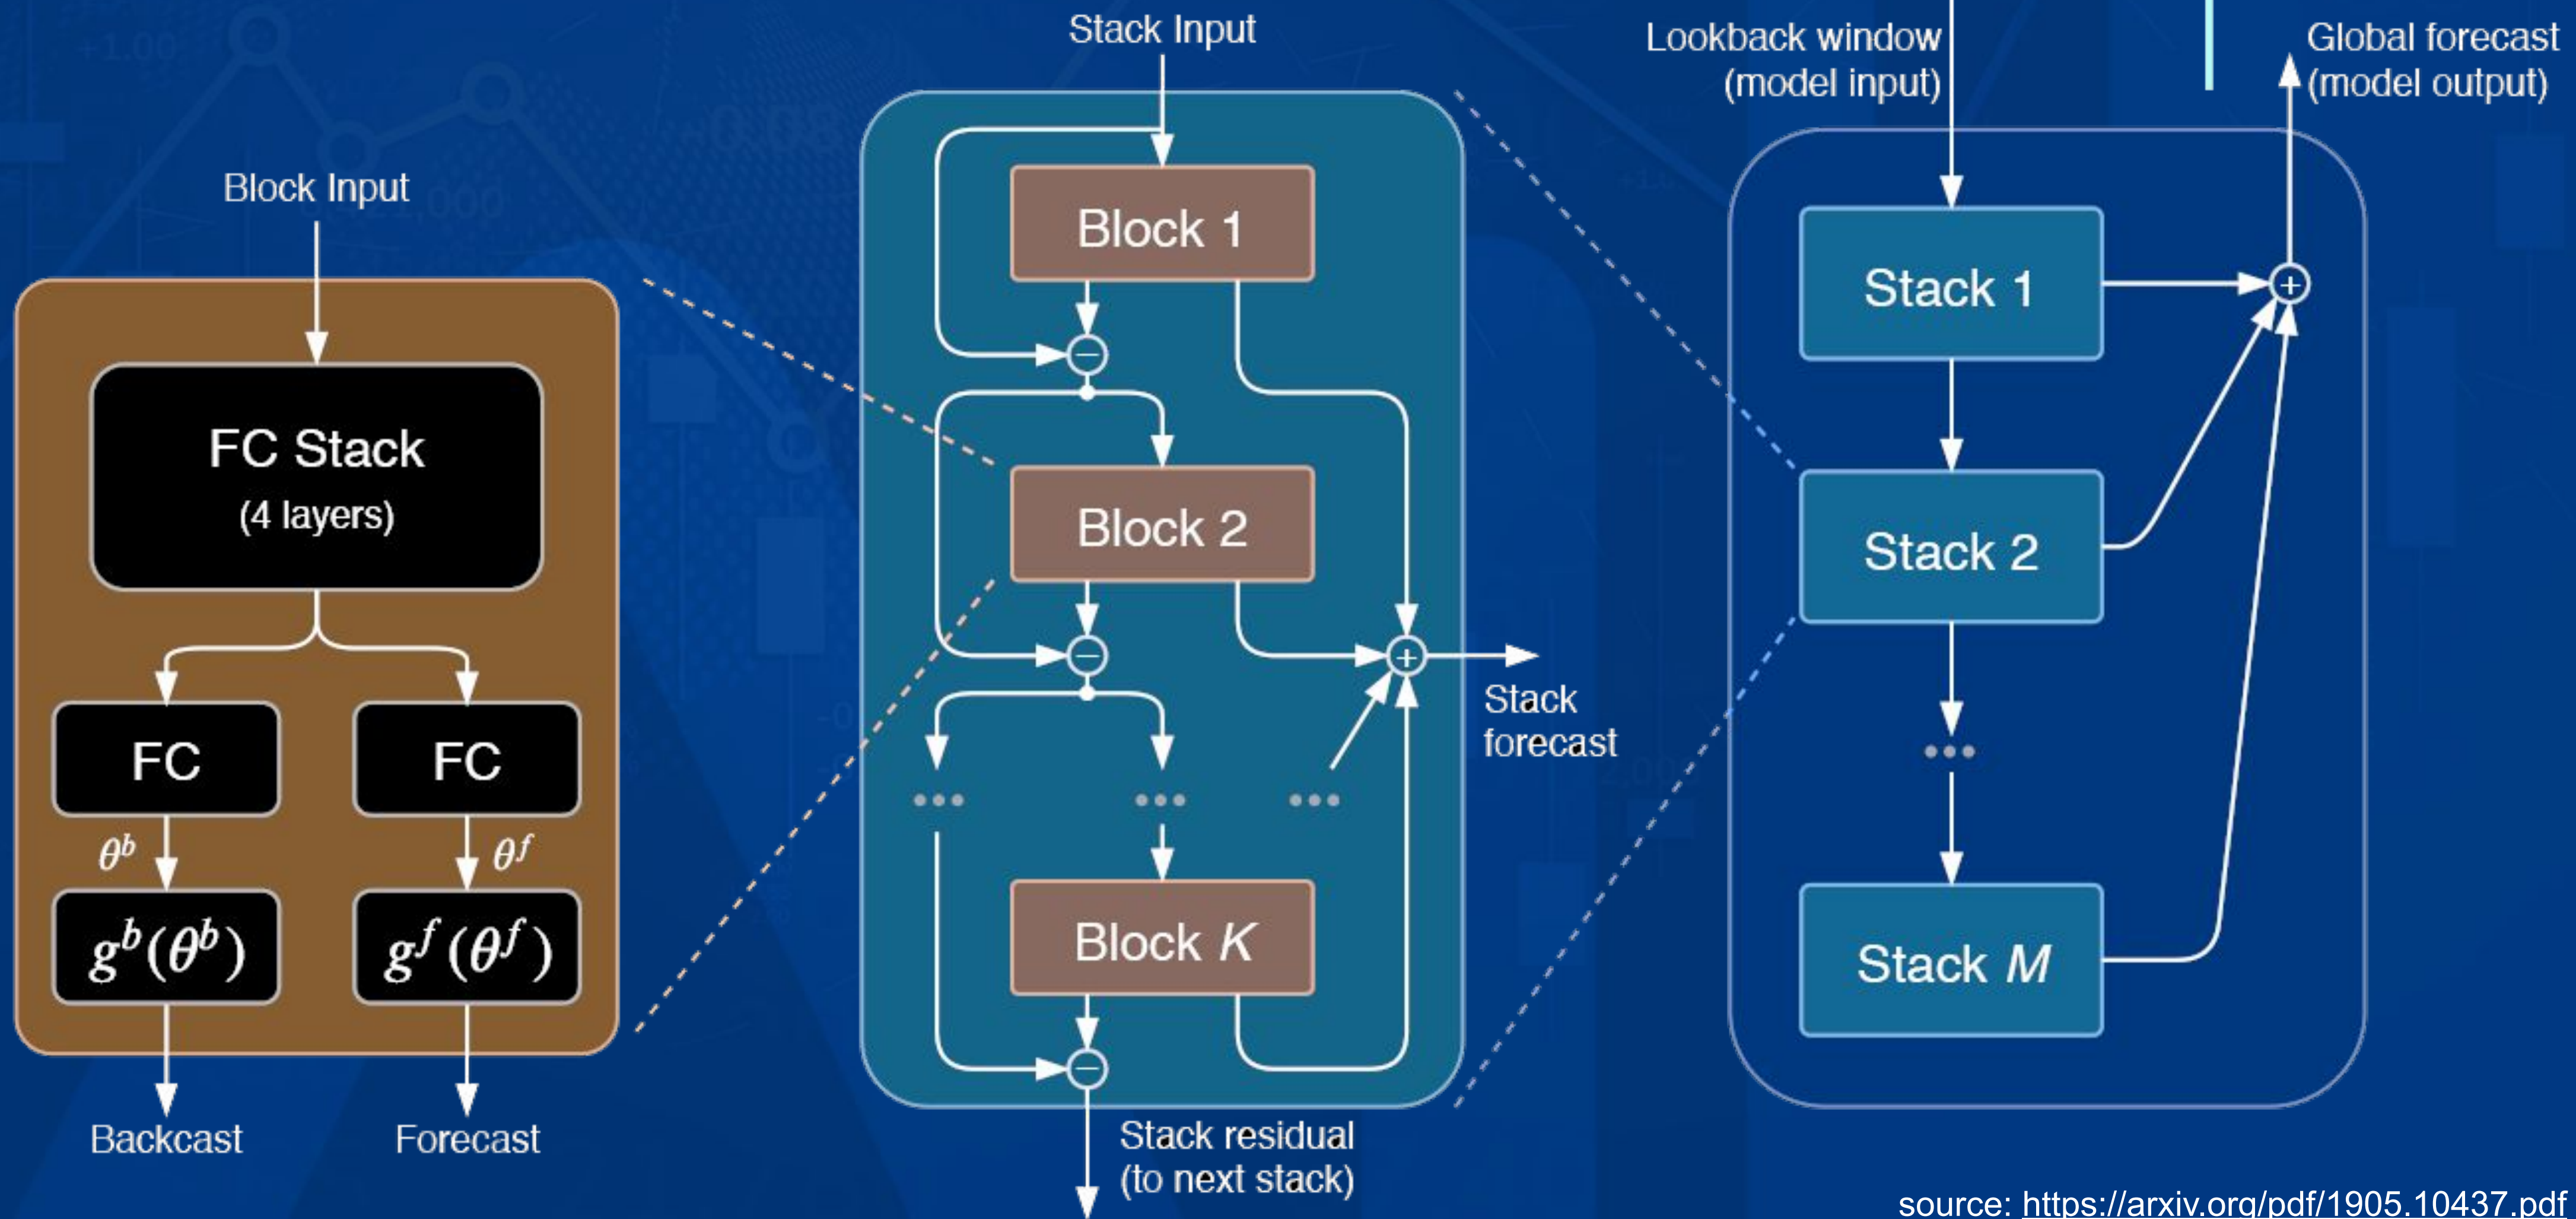 Block Input
FC Stack
(4 layers)
FC
FC
θ^b
θ^f
g^b(θ^b)
g^f(θ^f)
Backcast
Forecast
Stack Input
Block 1
−
Block 2
−
+
Stack
forecast
...
...
...
Block K
−
Stack residual
(to next stack)
Lookback window
(model input)
Global forecast
(model output)
Stack 1
+
Stack 2
...
Stack M
source: https://arxiv.org/pdf/1905.10437.pdf